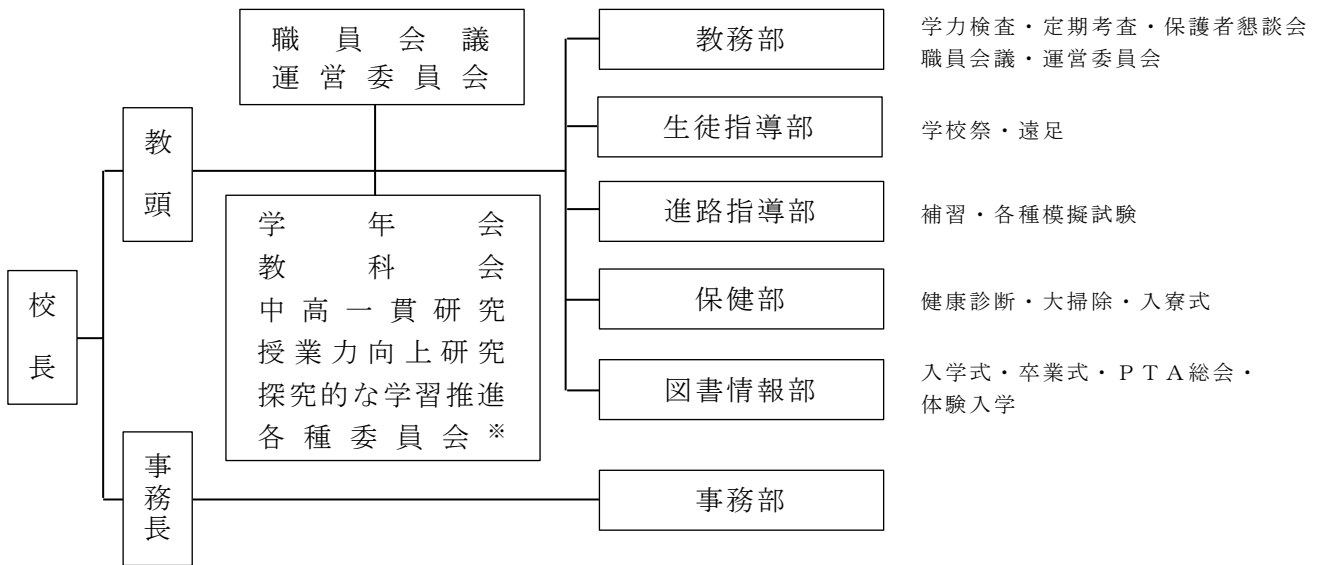 校長
教頭
事務長
職員会議
運営委員会
学年会
教科会
中高一貫研究
授業力向上研究
探究的な学習推進
各種委員会※
教務部
学力検査・定期考査・保護者懇談会
職員会議・運営委員会
生徒指導部
学校祭・遠足
進路指導部
補習・各種模擬試験
保健部
健康診断・大掃除・入寮式
図書情報部
入学式・卒業式・ＰＴＡ総会・
体験入学
事務部